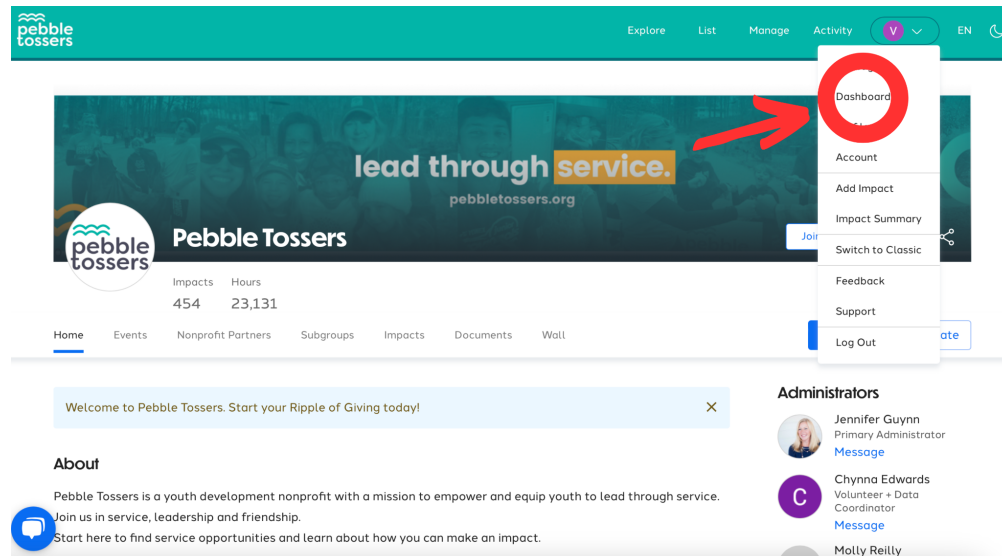 pebble
tossers
Explore
List
Manage
Activity
V
EN
Dashboard
Account
Add Impact
Impact Summary
Switch to Classic
Feedback
Support
Log Out
lead through service.
pebbletossers.org
pebble
tossers
Pebble Tossers
Impacts Hours
454 23,131
Home Events Nonprofit Partners Subgroups Impacts Documents Wall
Welcome to Pebble Tossers. Start your Ripple of Giving today!
About
Pebble Tossers is a youth development nonprofit with a mission to empower and equip youth to lead through service.
Join us in service, leadership and friendship.
Start here to find service opportunities and learn about how you can make an impact.
Administrators
Jennifer Guynn
Primary Administrator
Message
C
Chynna Edwards
Volunteer + Data
Coordinator
Message
Molly Reilly